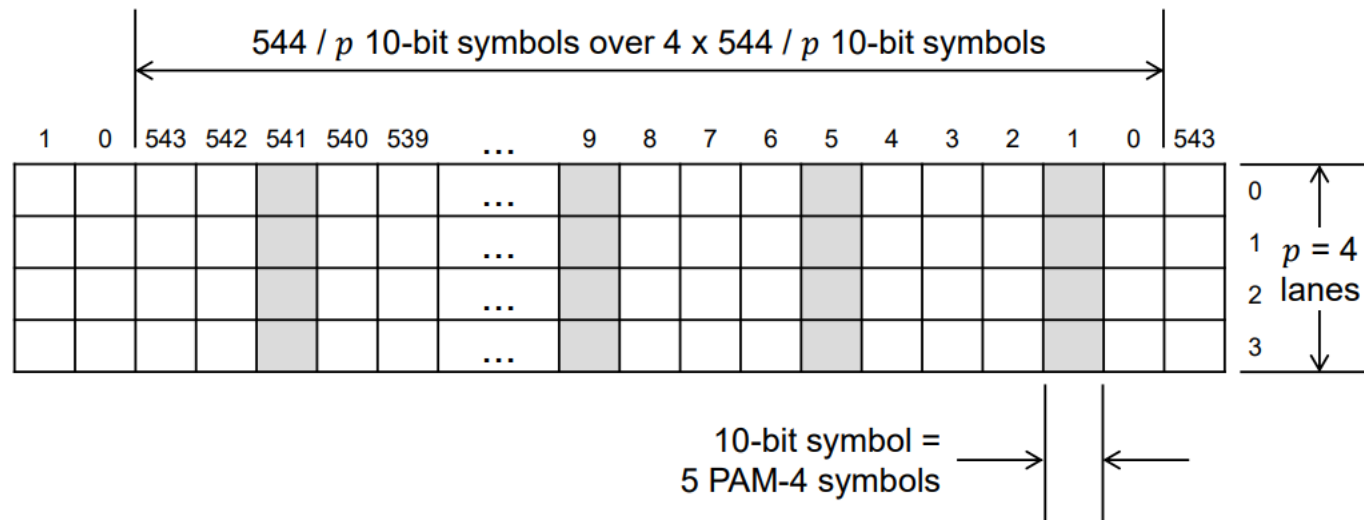 544 / p 10-bit symbols over 4 x 544 / p 10-bit symbols
1 0 543 542 541 540 539 ... 9 8 7 6 5 4 3 2 1 0 543
... 0
... 1
p = 4
... 2
lanes
... 3
10-bit symbol =
5 PAM-4 symbols